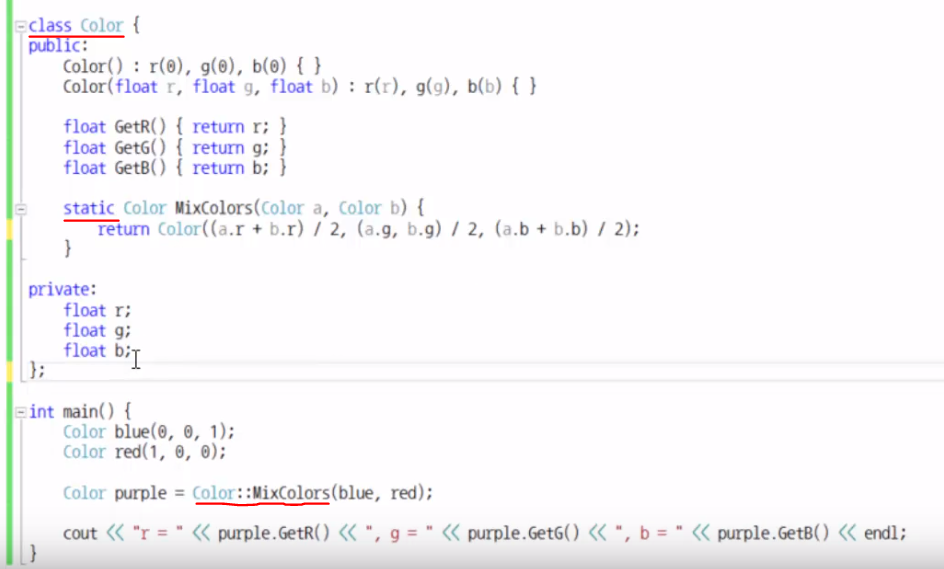 class Color {
public:
    Color() : r(0), g(0), b(0) { }
    Color(float r, float g, float b) : r(r), g(g), b(b) { }
    float GetR() { return r; }
    float GetG() { return g; }
    float GetB() { return b; }
    static Color MixColors(Color a, Color b) {
        return Color((a.r + b.r) / 2, (a.g, b.g) / 2, (a.b + b.b) / 2);
    }
private:
    float r;
    float g;
    float b;
};
int main() {
    Color blue(0, 0, 1);
    Color red(1, 0, 0);
    Color purple = Color::MixColors(blue, red);
    cout << "r = " << purple.GetR() << ", g = " << purple.GetG() << ", b = " << purple.GetB() << endl;
}